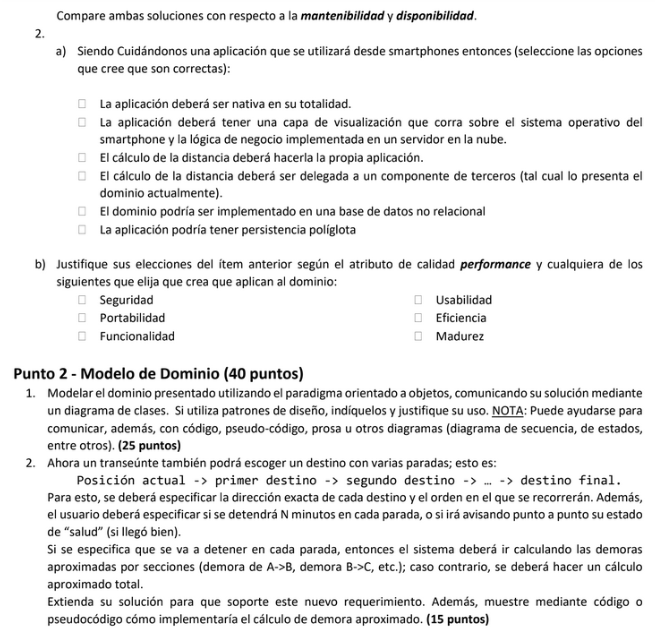 Compare ambas soluciones con respecto a la mantenibilidad y disponibilidad.
2.
a) Siendo Cuidándonos una aplicación que se utilizará desde smartphones entonces (seleccione las opciones
que cree que son correctas):
☐ La aplicación deberá ser nativa en su totalidad.
☐ La aplicación deberá tener una capa de visualización que corra sobre el sistema operativo del
smartphone y la lógica de negocio implementada en un servidor en la nube.
☐ El cálculo de la distancia deberá hacerla la propia aplicación.
☐ El cálculo de la distancia deberá ser delegada a un componente de terceros (tal cual lo presenta el
dominio actualmente).
☐ El dominio podría ser implementado en una base de datos no relacional
☐ La aplicación podría tener persistencia políglota
b) Justifique sus elecciones del ítem anterior según el atributo de calidad performance y cualquiera de los
siguientes que elija que crea que aplican al dominio:
☐ Seguridad ☐ Usabilidad
☐ Portabilidad ☐ Eficiencia
☐ Funcionalidad ☐ Madurez
Punto 2 - Modelo de Dominio (40 puntos)
1. Modelar el dominio presentado utilizando el paradigma orientado a objetos, comunicando su solución mediante
un diagrama de clases. Si utiliza patrones de diseño, indíquelos y justifique su uso. NOTA: Puede ayudarse para
comunicar, además, con código, pseudo-código, prosa u otros diagramas (diagrama de secuencia, de estados,
entre otros). (25 puntos)
2. Ahora un transeúnte también podrá escoger un destino con varias paradas; esto es:
Posición actual -> primer destino -> segundo destino -> … -> destino final.
Para esto, se deberá especificar la dirección exacta de cada destino y el orden en el que se recorrerán. Además,
el usuario deberá especificar si se detendrá N minutos en cada parada, o si irá avisando punto a punto su estado
de “salud” (si llegó bien).
Si se especifica que se va a detener en cada parada, entonces el sistema deberá ir calculando las demoras
aproximadas por secciones (demora de A->B, demora B->C, etc.); caso contrario, se deberá hacer un cálculo
aproximado total.
Extienda su solución para que soporte este nuevo requerimiento. Además, muestre mediante código o
pseudocódigo cómo implementaría el cálculo de demora aproximado. (15 puntos)